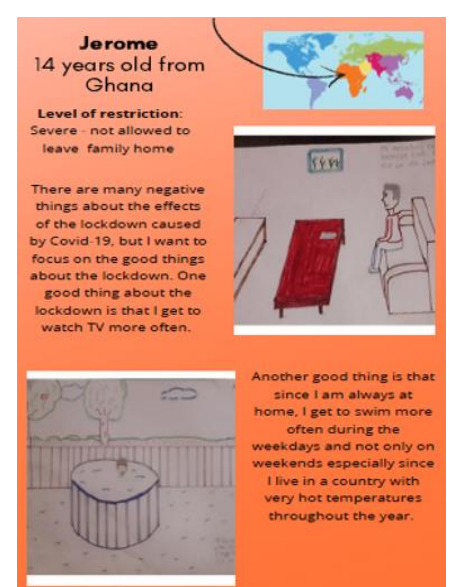 Jerome
14 years old from
Ghana
Level of restriction:
Severe - not allowed to
leave family home
There are many negative
things about the effects
of the lockdown caused
by Covid-19, but I want to
focus on the good things
about the lockdown. One
good thing about the
lockdown is that I get to
watch TV more often.
Another good thing is that
since I am always at
home, I get to swim more
often during the
weekdays and not only on
weekends especially since
I live in a country with
very hot temperatures
throughout the year.